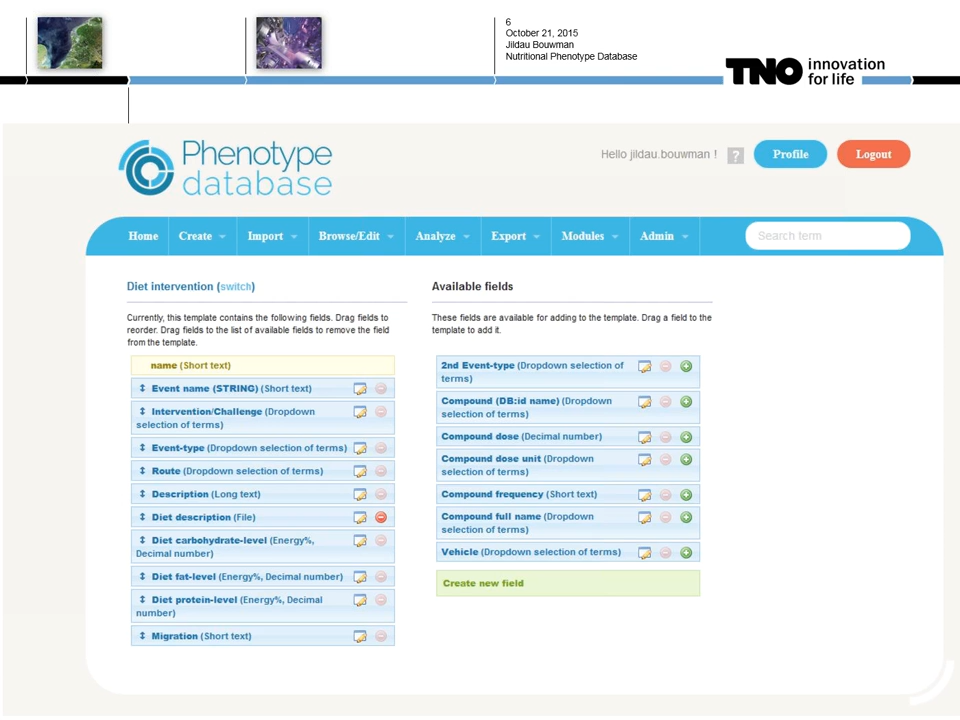 6
October 21, 2015
Jildau Bouwman
Nutritional Phenotype Database
TNO innovation
for life
Phenotype
database
Hello jildau.bouwman !
?
Profile
Logout
Home
Create
Import
Browse/Edit
Analyze
Export
Modules
Admin
Search term
Diet intervention (switch)
Currently, this template contains the following fields. Drag fields to
reorder. Drag fields to the list of available fields to remove the field
from the template.
name (Short text)
Event name (STRING) (Short text)
Intervention/Challenge (Dropdown
selection of terms)
Event-type (Dropdown selection of terms)
Route (Dropdown selection of terms)
Description (Long text)
Diet description (File)
Diet carbohydrate-level (Energy%,
Decimal number)
Diet fat-level (Energy%, Decimal number)
Diet protein-level (Energy%, Decimal
number)
Migration (Short text)
Available fields
These fields are available for adding to the template. Drag a field to the
template to add it.
2nd Event-type (Dropdown selection of
terms)
Compound (DB:id name) (Dropdown
selection of terms)
Compound dose (Decimal number)
Compound dose unit (Dropdown
selection of terms)
Compound frequency (Short text)
Compound full name (Dropdown
selection of terms)
Vehicle (Dropdown selection of terms)
Create new field